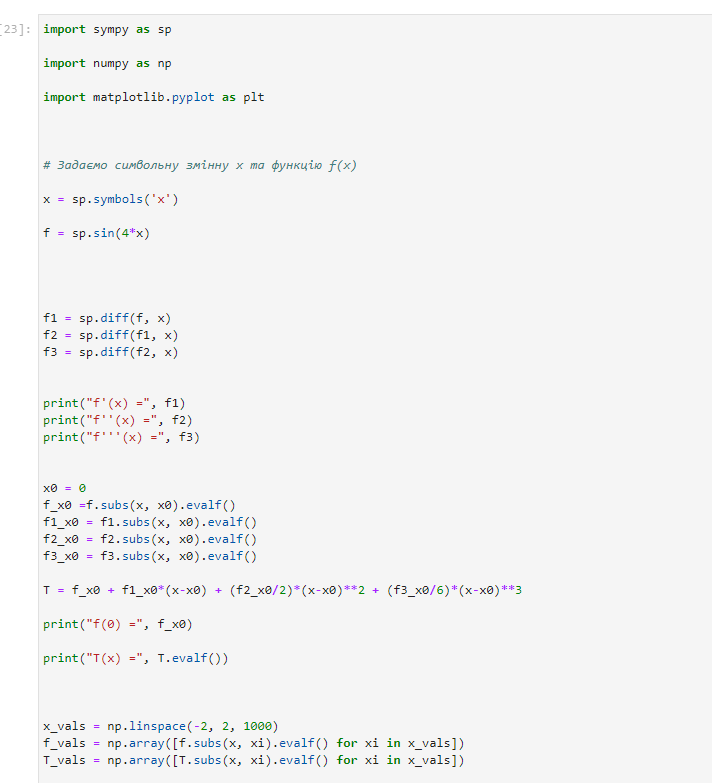 [23]:
import sympy as sp
import numpy as np
import matplotlib.pyplot as plt
# Задаємо символьну змінну x та функцію f(x)
x = sp.symbols('x')
f = sp.sin(4*x)
f1 = sp.diff(f, x)
f2 = sp.diff(f1, x)
f3 = sp.diff(f2, x)
print("f'(x) =", f1)
print("f''(x) =", f2)
print("f'''(x) =", f3)
x0 = 0
f_x0 =f.subs(x, x0).evalf()
f1_x0 = f1.subs(x, x0).evalf()
f2_x0 = f2.subs(x, x0).evalf()
f3_x0 = f3.subs(x, x0).evalf()
T = f_x0 + f1_x0*(x-x0) + (f2_x0/2)*(x-x0)**2 + (f3_x0/6)*(x-x0)**3
print("f(0) =", f_x0)
print("T(x) =", T.evalf())
x_vals = np.linspace(-2, 2, 1000)
f_vals = np.array([f.subs(x, xi).evalf() for xi in x_vals])
T_vals = np.array([T.subs(x, xi).evalf() for xi in x_vals])